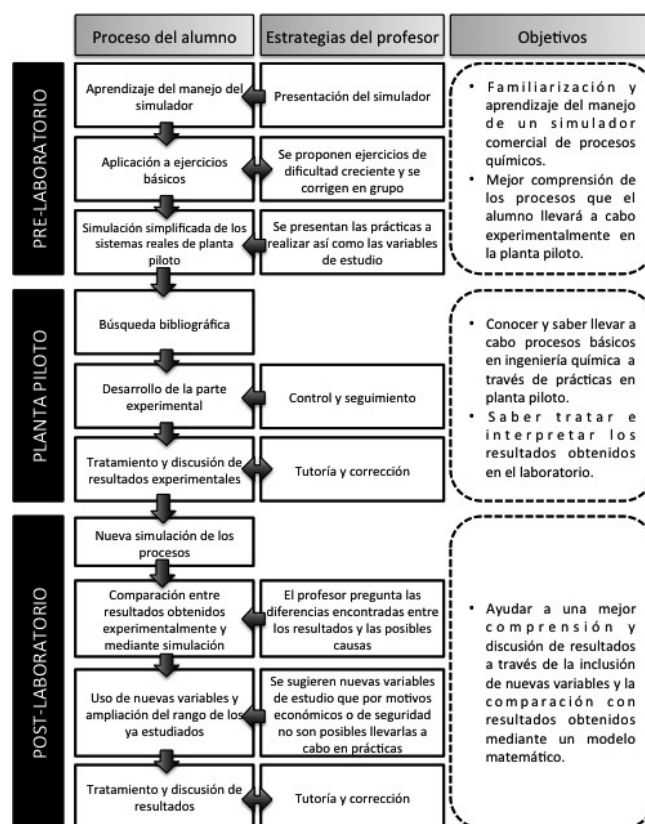 Proceso del alumno
Estrategias del profesor
Objetivos
PRE-LABORATORIO
Aprendizaje del manejo del
simulador
Presentación del simulador
Aplicación a ejercicios
básicos
Se proponen ejercicios de
dificultad creciente y se
corrigen en grupo
Simulación simplificada de los
sistemas reales de planta
piloto
Se presentan las prácticas a
realizar así como las variables
de estudio
• Familiarización y
aprendizaje del manejo
de un simulador
comercial de procesos
químicos.
• Mejor comprensión de
los procesos que el
alumno llevará a cabo
experimentalmente en
la planta piloto.
PLANTA PILOTO
Búsqueda bibliográfica
Desarrollo de la parte
experimental
Control y seguimiento
Tratamiento y discusión de
resultados experimentales
Tutoría y corrección
• Conocer y saber llevar a
cabo procesos básicos
en ingeniería química a
través de prácticas en
planta piloto.
• Saber tratar e
interpretar los
resultados obtenidos
en el laboratorio.
POST-LABORATORIO
Nueva simulación de los
procesos
Comparación entre
resultados obtenidos
experimentalmente y
mediante simulación
El profesor pregunta las
diferencias encontradas entre
los resultados y las posibles
causas
Uso de nuevas variables y
ampliación del rango de los
ya estudiados
Se sugieren nuevas variables
de estudio que por motivos
económicos o de seguridad
no son posibles llevarlas a
cabo en prácticas
Tratamiento y discusión de
resultados
Tutoría y corrección
• Ayudar a una mejor
comprensión y
discusión de resultados
a través de la inclusión
de nuevas variables y la
comparación con
resultados obtenidos
mediante un modelo
matemático.